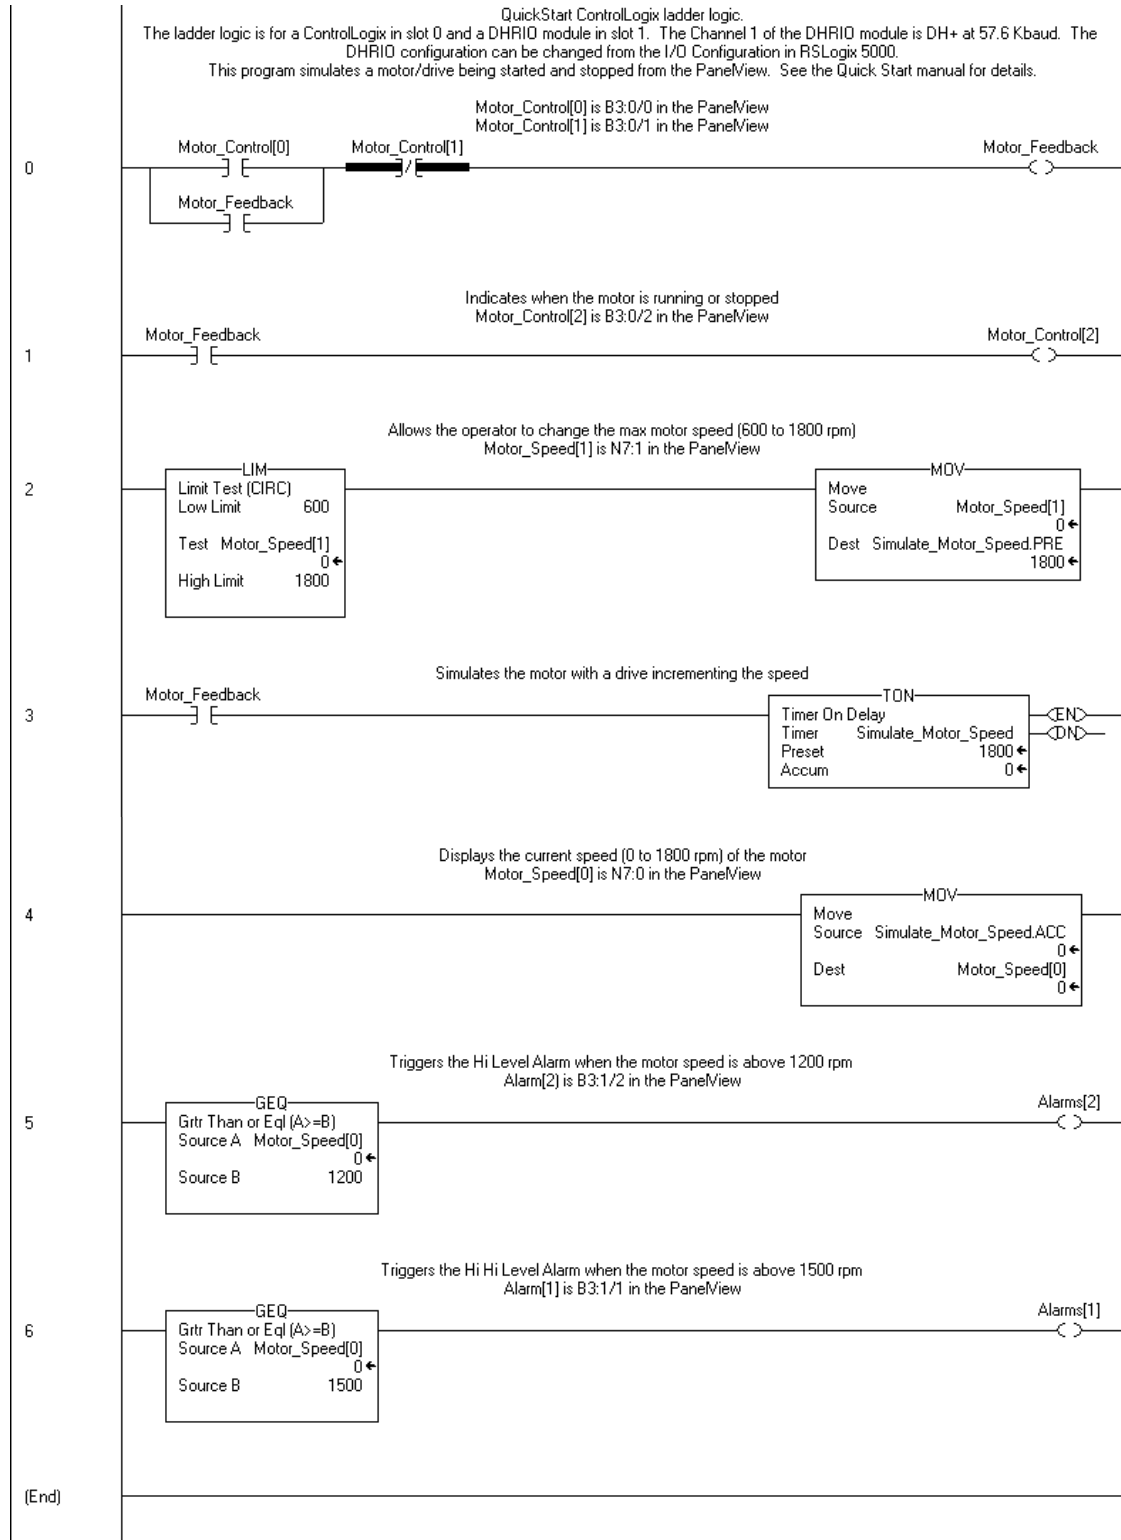 QuickStart ControlLogix ladder logic.
The ladder logic is for a ControlLogix in slot 0 and a DHRIO module in slot 1.  The Channel 1 of the DHRIO module is DH+ at 57.6 Kbaud.  The
DHRIO configuration can be changed from the I/O Configuration in RSLogix 5000.
This program simulates a motor/drive being started and stopped from the PanelView.  See the Quick Start manual for details.
Motor_Control[0] is B3:0/0 in the PanelView
Motor_Control[1] is B3:0/1 in the PanelView
Motor_Control[0]
Motor_Control[1]
Motor_Feedback
0
/
Motor_Feedback
Indicates when the motor is running or stopped
Motor_Control[2] is B3:0/2 in the PanelView
Motor_Feedback
Motor_Control[2]
1
Allows the operator to change the max motor speed (600 to 1800 rpm)
Motor_Speed[1] is N7:1 in the PanelView
2
LIM
Limit Test (CIRC)
Low Limit 600
Test Motor_Speed[1]
0
High Limit 1800
MOV
Move
Source Motor_Speed[1]
0
Dest Simulate_Motor_Speed.PRE
1800
Simulates the motor with a drive incrementing the speed
Motor_Feedback
3
TON
Timer On Delay
Timer Simulate_Motor_Speed
Preset 1800
Accum 0
EN
DN
Displays the current speed (0 to 1800 rpm) of the motor
Motor_Speed[0] is N7:0 in the PanelView
4
MOV
Move
Source Simulate_Motor_Speed.ACC
0
Dest Motor_Speed[0]
0
Triggers the Hi Level Alarm when the motor speed is above 1200 rpm
Alarm[2) is B3:1/2 in the PanelView
5
GEQ
Grtr Than or Eql (A>=B)
Source A Motor_Speed[0]
0
Source B 1200
Alarms[2]
Triggers the Hi Hi Level Alarm when the motor speed is above 1500 rpm
Alarm[1] is B3:1/1 in the PanelView
6
GEQ
Grtr Than or Eql (A>=B)
Source A Motor_Speed[0]
0
Source B 1500
Alarms[1]
(End)